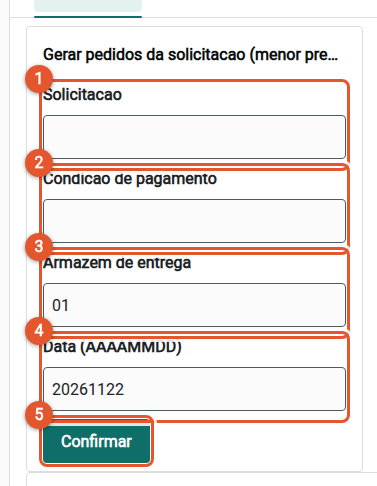 Gerar pedidos da solicitacao (menor pre...
1
Solicitacao
2
Condicao de pagamento
3
Armazem de entrega
01
4
Data (AAAAMMDD)
20261122
5
Confirmar